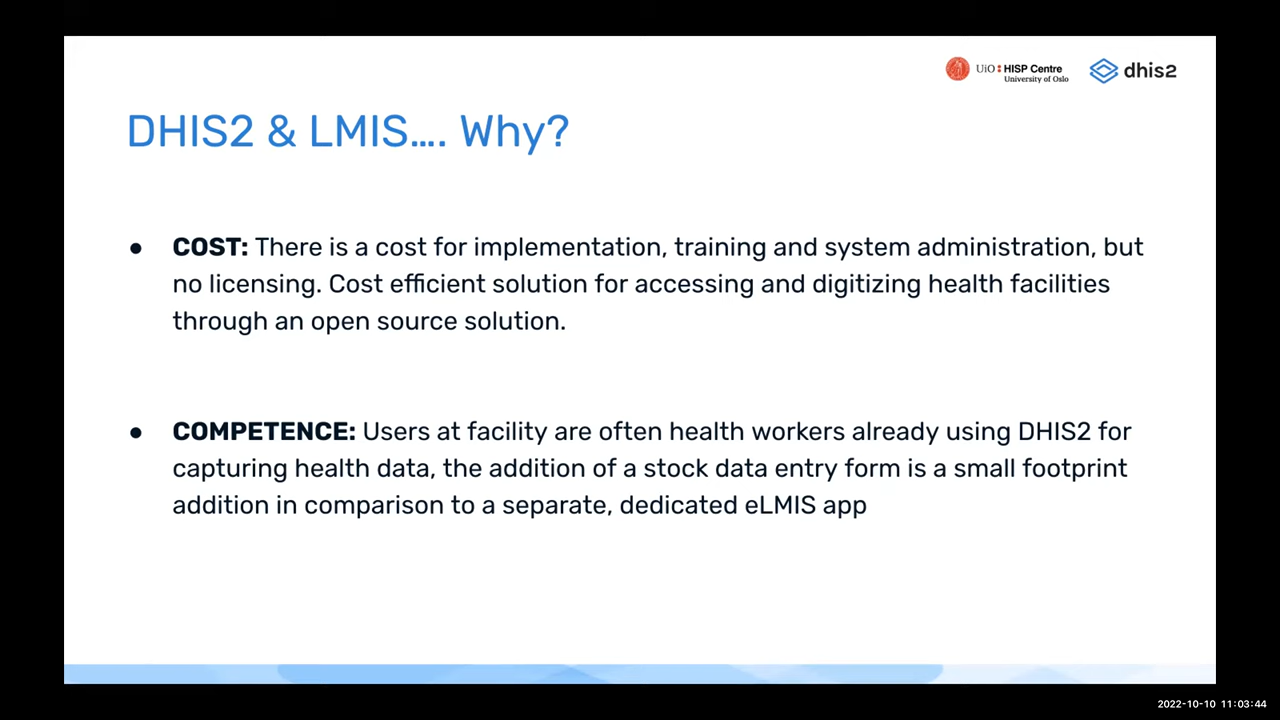 UiO: HISP Centre
University of Oslo
dhis2
DHIS2 & LMIS.... Why?
● COST: There is a cost for implementation, training and system administration, but
no licensing. Cost efficient solution for accessing and digitizing health facilities
through an open source solution.
● COMPETENCE: Users at facility are often health workers already using DHIS2 for
capturing health data, the addition of a stock data entry form is a small footprint
addition in comparison to a separate, dedicated eLMIS app
2022-10-10 11:03:44